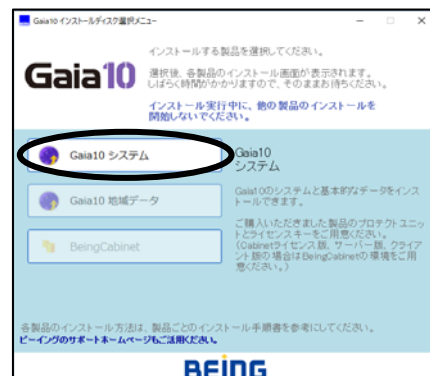 Gaia10 インストールディスク選択メニュー
インストールする製品を選択してください。
Gaia10
選択後、各製品のインストール画面が表示されます。
しばらく時間がかかりますので、そのままお待ちください。
インストール実行中に、他の製品のインストールを
開始しないでください。
Gaia10 システム
Gaia10 地域データ
BeingCabinet
Gaia10
システム
Gaia10のシステムと基本的なデータをインス
トールできます。
ご購入いただきました製品のプロテクトユニッ
トとライセンスキーをご用意ください。
(Cabinetライセンス版、サーバー版、クライア
ント版の場合はBeingCabinetの環境をご用
意ください。)
各製品のインストール方法は、製品ごとのインストール手順書を参考にしてください。
ビーイングのサポートホームページもご活用ください。
BEING